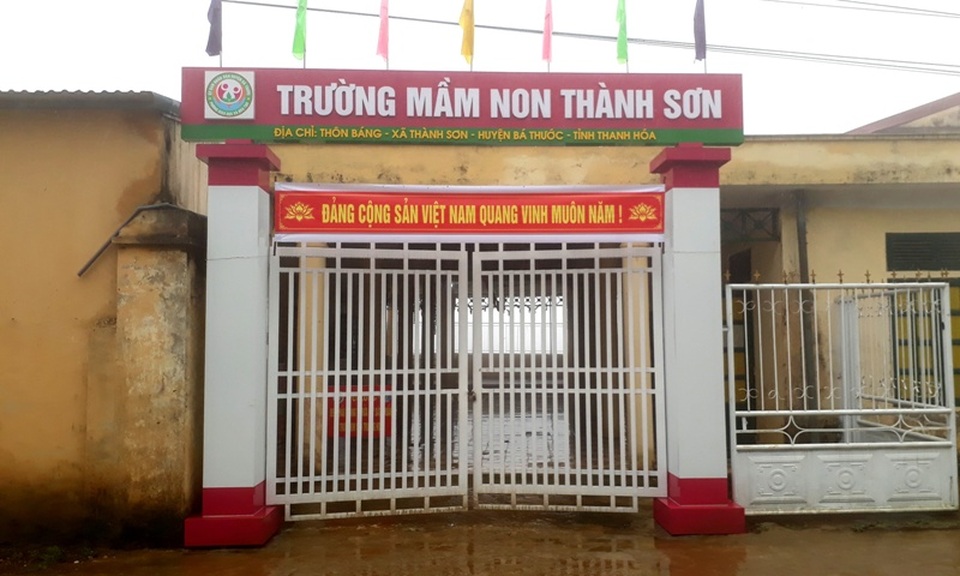 TRƯỜNG MẦM NON THÀNH SƠN
ĐỊA CHỈ: THÔN BÁNG - XÃ THÀNH SƠN - HUYỆN BÁ THƯỚC - TỈNH THANH HÓA
ĐẢNG CỘNG SẢN VIỆT NAM QUANG VINH MUÔN NĂM !